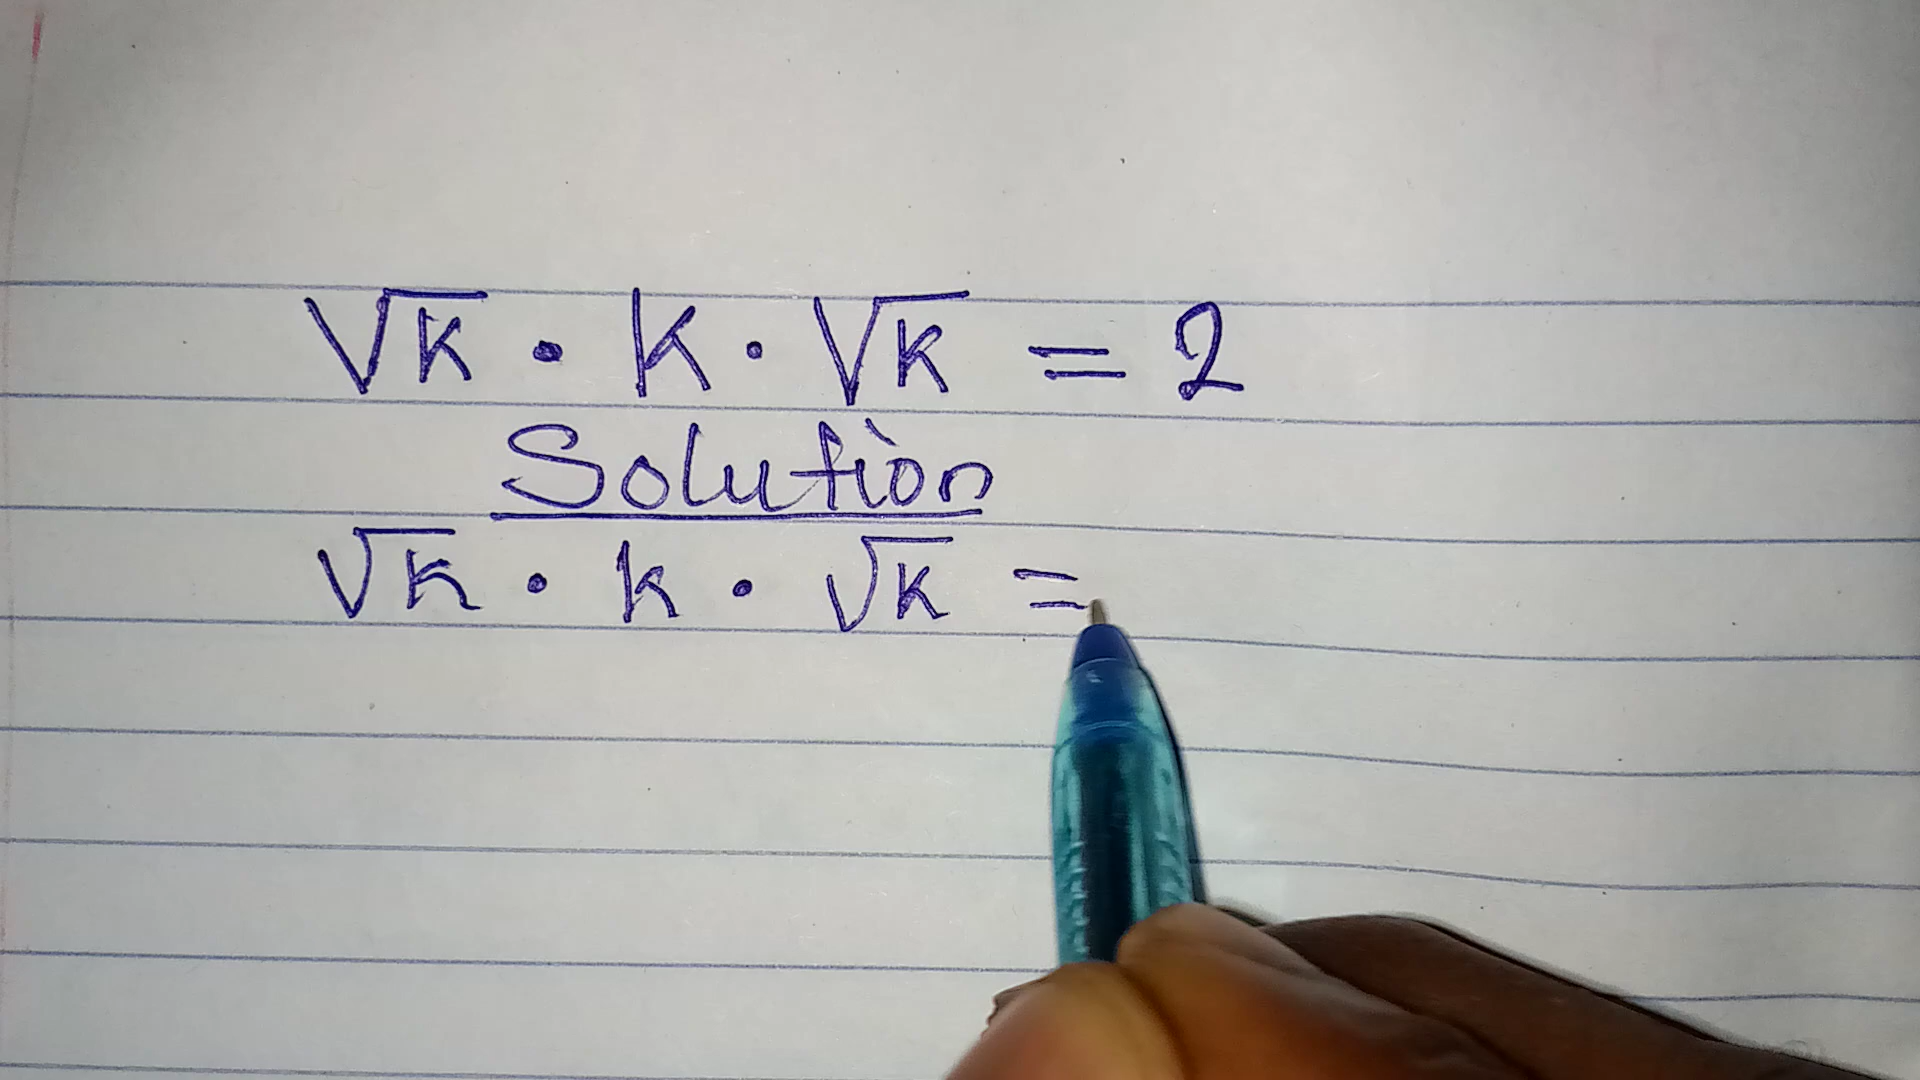 √K · K · √K = 2
Solution
√k · k · √k =